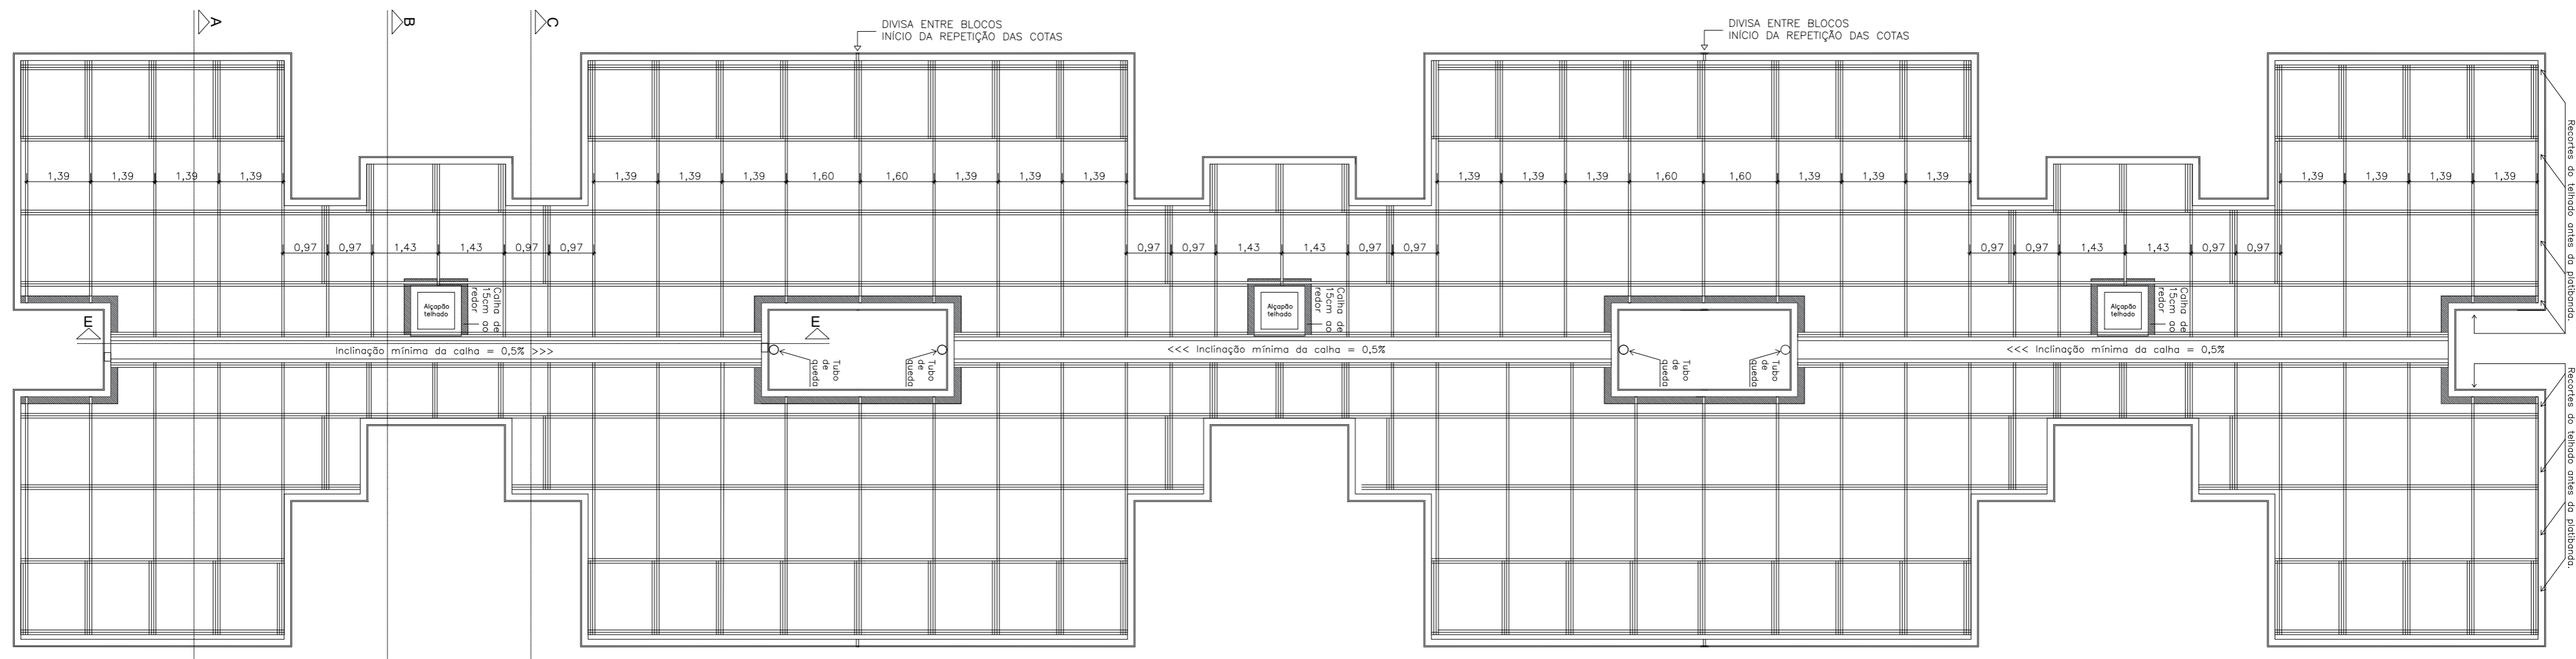 A
B
C
DIVISA ENTRE BLOCOS
INÍCIO DA REPETIÇÃO DAS COTAS
DIVISA ENTRE BLOCOS
INÍCIO DA REPETIÇÃO DAS COTAS
1,39 1,39 1,39 1,39
1,39 1,39 1,39 1,60 1,60 1,39 1,39 1,39
1,39 1,39 1,39 1,60 1,60 1,39 1,39 1,39
1,39 1,39 1,39 1,39
Recortes do telhado antes da platibanda.
0,97 0,97 1,43 1,43 0,97 0,97
0,97 0,97 1,43 1,43 0,97 0,97
0,97 0,97 1,43 1,43 0,97 0,97
Alçapão
telhado
Calha de
15cm ao
redor
Alçapão
telhado
Calha de
15cm ao
redor
Alçapão
telhado
Calha de
15cm ao
redor
E
E
Inclinação mínima da calha = 0,5% >>>
<<< Inclinação mínima da calha = 0,5%
<<< Inclinação mínima da calha = 0,5%
Tubo
de
queda
Tubo
de
queda
Tubo
de
queda
Tubo
de
queda
Recortes do telhado antes da platibanda.